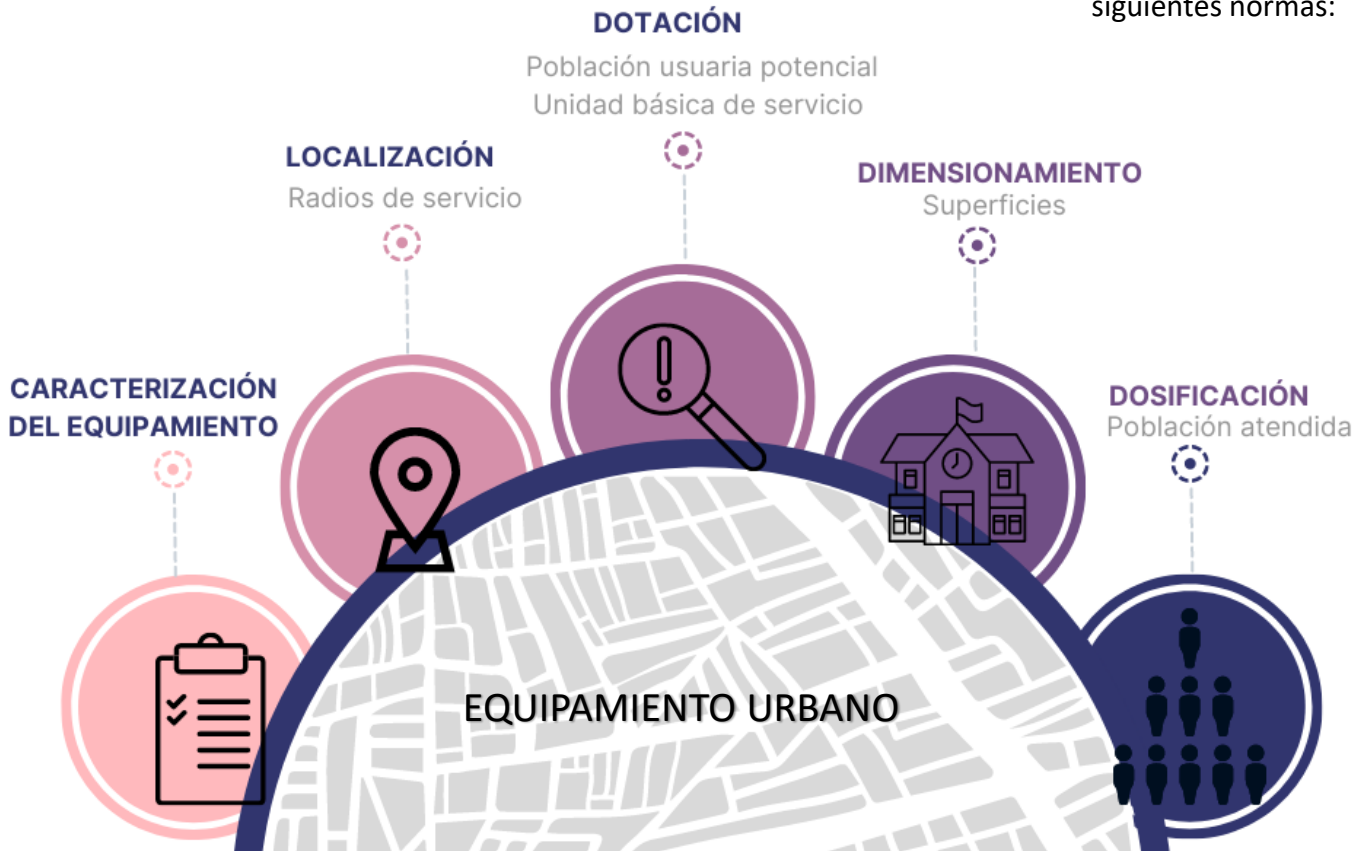 siguientes normas:
DOTACIÓN
Población usuaria potencial
Unidad básica de servicio
LOCALIZACIÓN
Radios de servicio
DIMENSIONAMIENTO
Superficies
CARACTERIZACIÓN
DEL EQUIPAMIENTO
DOSIFICACIÓN
Población atendida
EQUIPAMIENTO URBANO